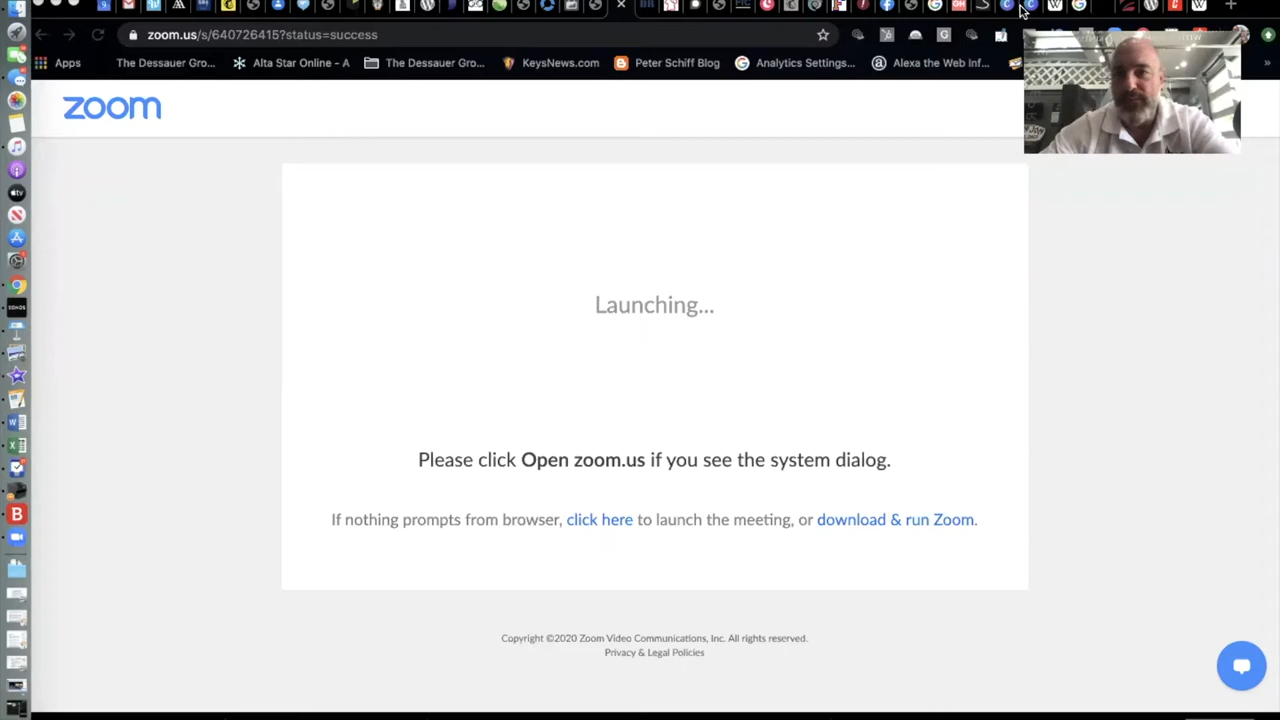 zoom.us/s/640726415?status=success
Apps The Dessauer Gro... Alta Star Online - A The Dessauer Gro... KeysNews.com Peter Schiff Blog Analytics Settings... Alexa the Web Inf... »
zoom
Launching...
Please click Open zoom.us if you see the system dialog.
If nothing prompts from browser, click here to launch the meeting, or download & run Zoom.
Copyright ©2020 Zoom Video Communications, Inc. All rights reserved.
Privacy & Legal Policies